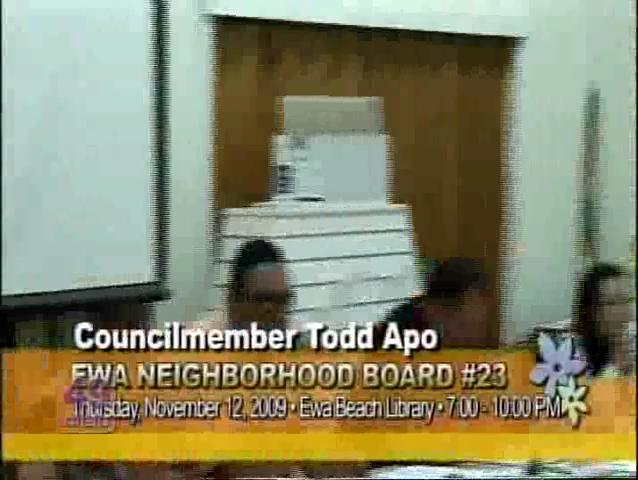 Councilmember Todd Apo
EWA NEIGHBORHOOD BOARD #23
Thursday, November 12, 2009 • Ewa Beach Library • 7:00 - 10:00 PM